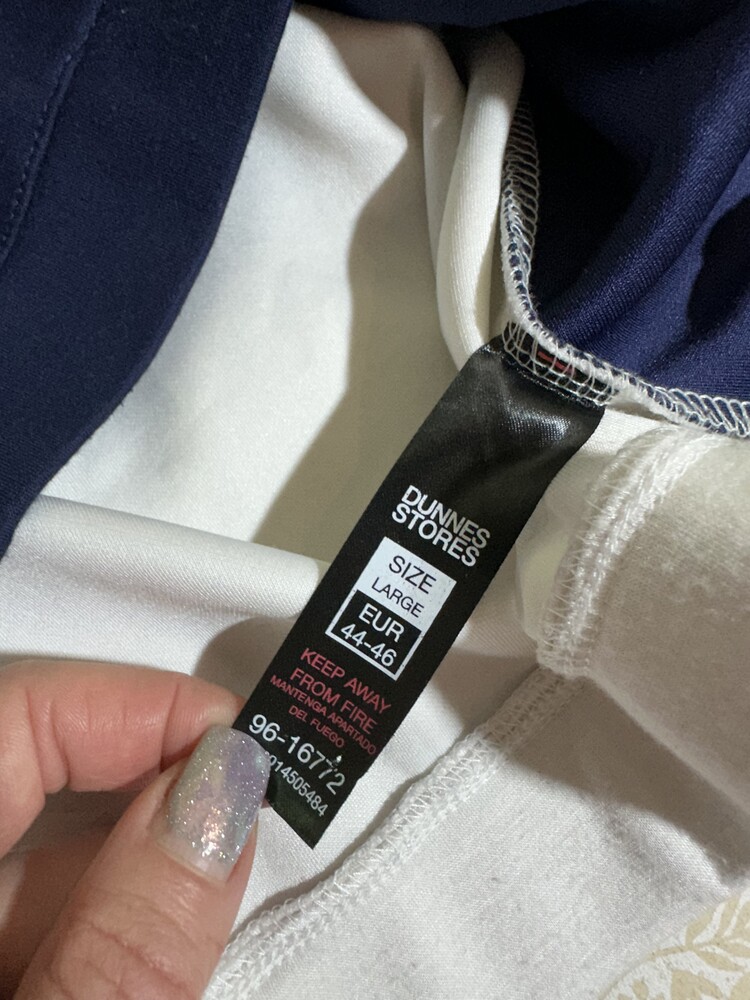 DUNNES
STORES
SIZE
LARGE
EUR
44-46
KEEP AWAY
FROM FIRE
MANTENGA APARTADO
DEL FUEGO
96-16772